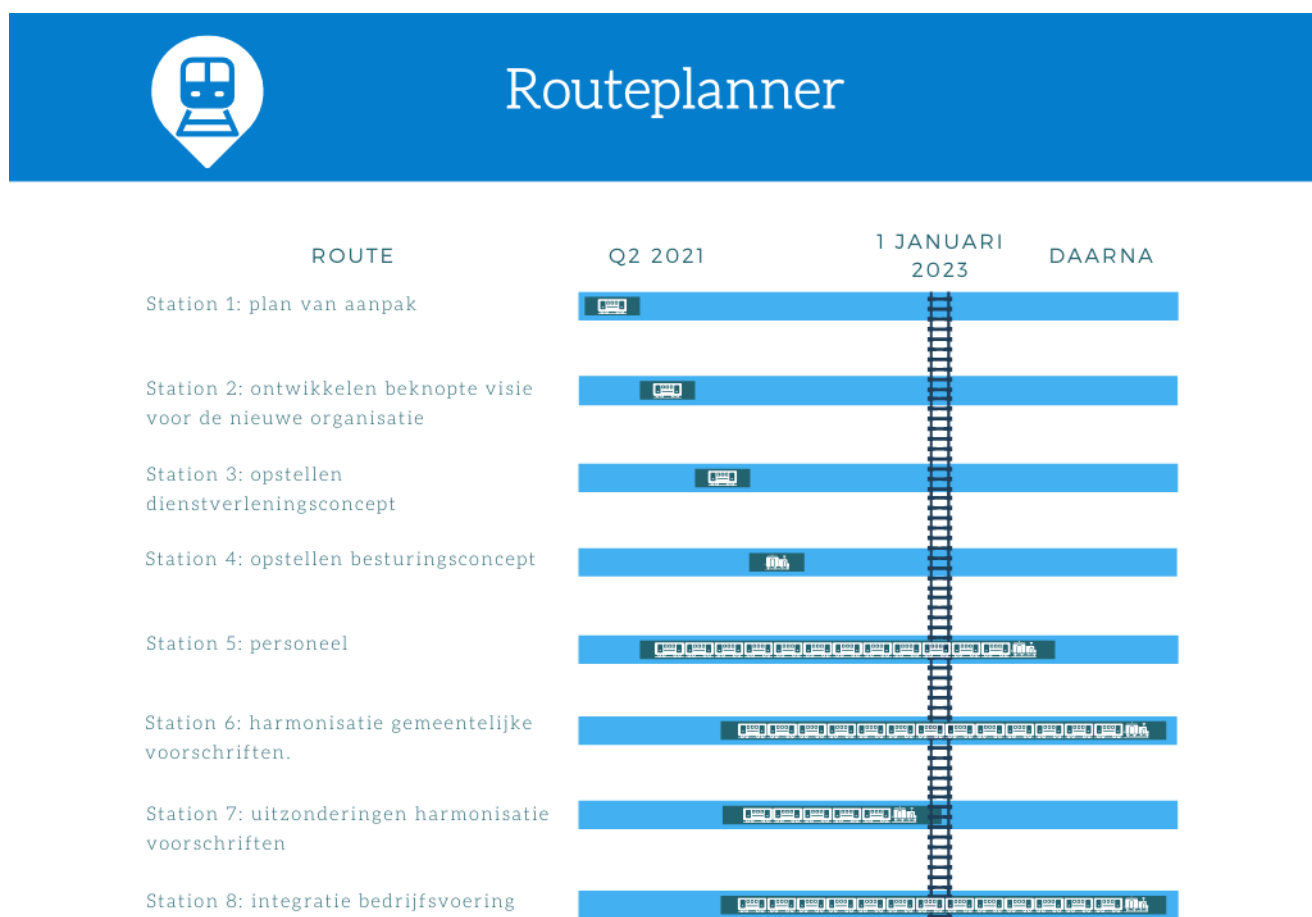 Routeplanner
ROUTE
Q2 2021
1 JANUARI
2023
DAARNA
Station 1: plan van aanpak
Station 2: ontwikkelen beknopte visie
voor de nieuwe organisatie
Station 3: opstellen
dienstverleningsconcept
Station 4: opstellen besturingsconcept
Station 5: personeel
Station 6: harmonisatie gemeentelijke
voorschriften.
Station 7: uitzonderingen harmonisatie
voorschriften
Station 8: integratie bedrijfsvoering